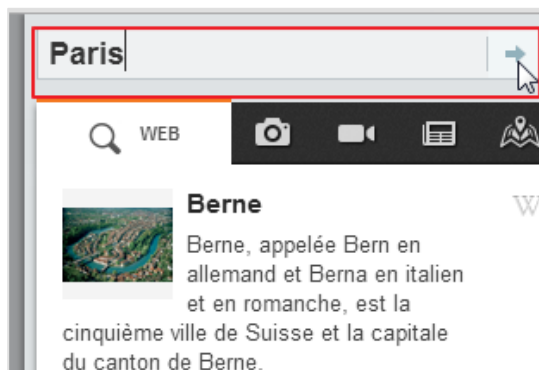 Paris
WEB
Berne
W
Berne, appelée Bern en
allemand et Berna en italien
et en romanche, est la
cinquième ville de Suisse et la capitale
du canton de Berne.